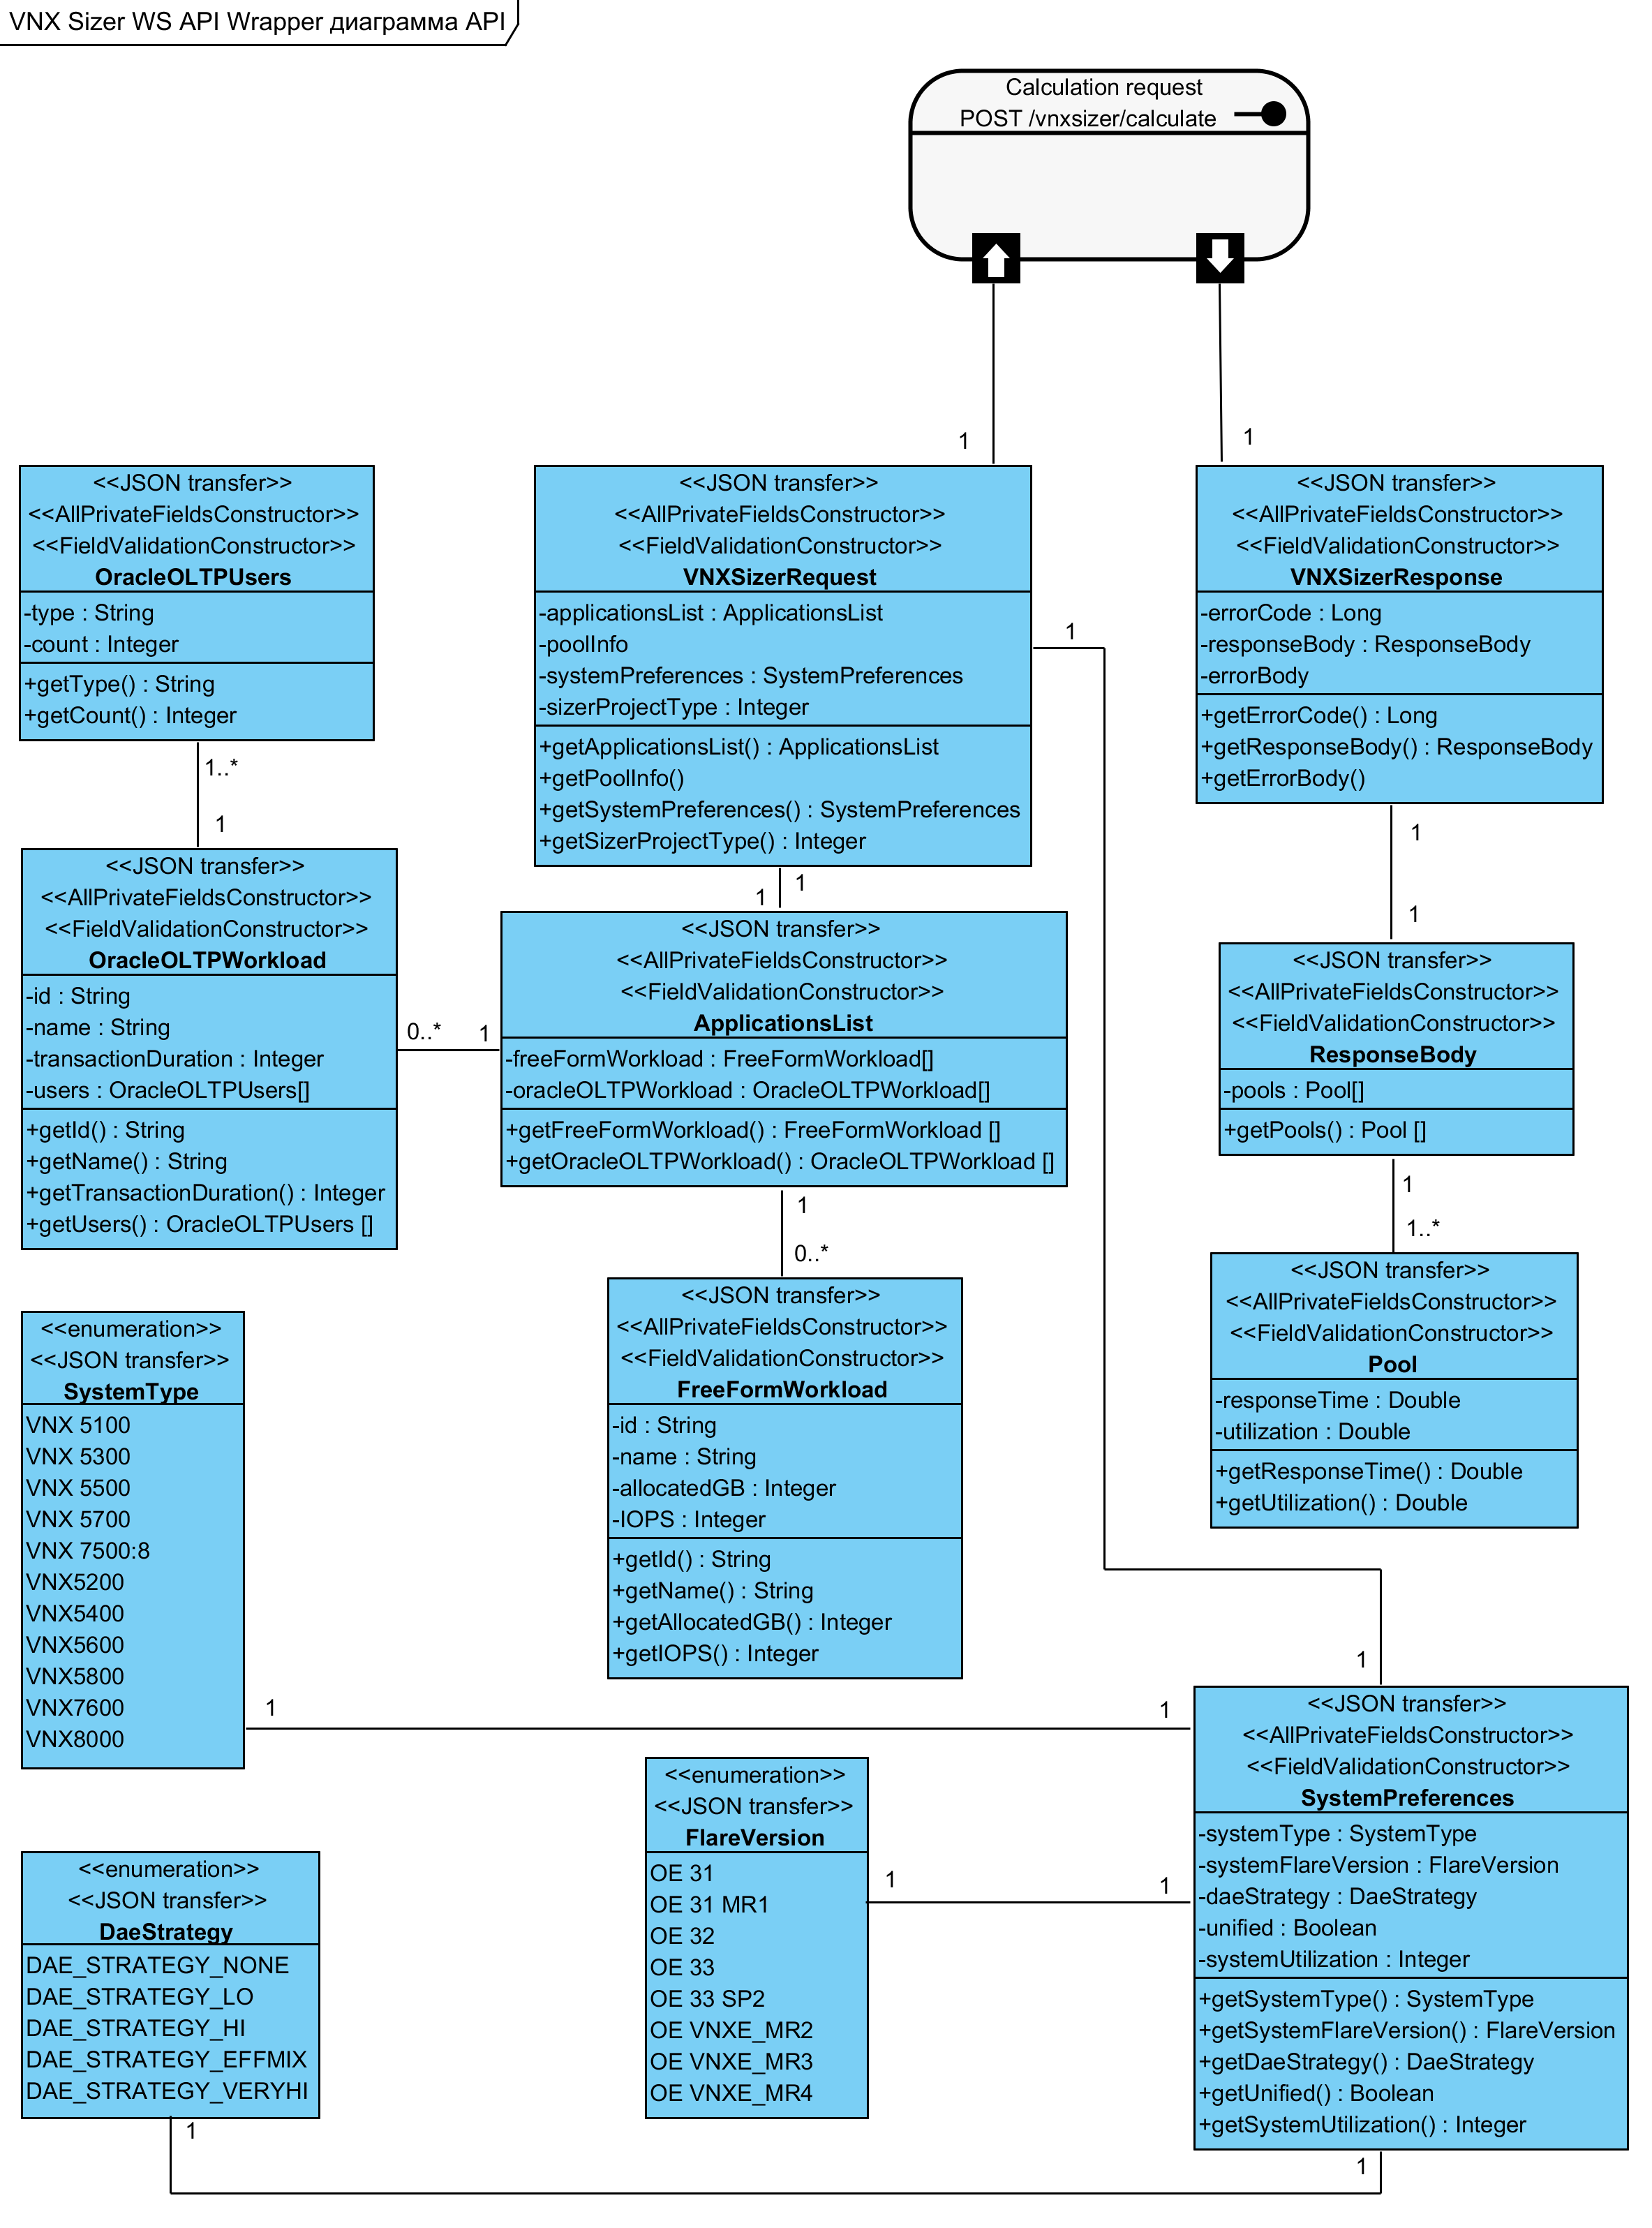 VNX Sizer WS API Wrapper диаграмма API
Calculation request
POST /vnxsizer/calculate
1
1
<<JSON transfer>>
<<AllPrivateFieldsConstructor>>
<<FieldValidationConstructor>>
OracleOLTPUsers
-type : String
-count : Integer
+getType() : String
+getCount() : Integer
1..*
1
<<JSON transfer>>
<<AllPrivateFieldsConstructor>>
<<FieldValidationConstructor>>
VNXSizerRequest
-applicationsList : ApplicationsList
-poolInfo
-systemPreferences : SystemPreferences
-sizerProjectType : Integer
+getApplicationsList() : ApplicationsList
+getPoolInfo()
+getSystemPreferences() : SystemPreferences
+getSizerProjectType() : Integer
1
1
1
<<JSON transfer>>
<<AllPrivateFieldsConstructor>>
<<FieldValidationConstructor>>
VNXSizerResponse
-errorCode : Long
-responseBody : ResponseBody
-errorBody
+getErrorCode() : Long
+getResponseBody() : ResponseBody
+getErrorBody()
1
1
<<JSON transfer>>
<<AllPrivateFieldsConstructor>>
<<FieldValidationConstructor>>
OracleOLTPWorkload
-id : String
-name : String
-transactionDuration : Integer
-users : OracleOLTPUsers[]
+getId() : String
+getName() : String
+getTransactionDuration() : Integer
+getUsers() : OracleOLTPUsers []
0..*
1
<<JSON transfer>>
<<AllPrivateFieldsConstructor>>
<<FieldValidationConstructor>>
ApplicationsList
-freeFormWorkload : FreeFormWorkload[]
-oracleOLTPWorkload : OracleOLTPWorkload[]
+getFreeFormWorkload() : FreeFormWorkload []
+getOracleOLTPWorkload() : OracleOLTPWorkload []
1
0..*
<<JSON transfer>>
<<AllPrivateFieldsConstructor>>
<<FieldValidationConstructor>>
ResponseBody
-pools : Pool[]
+getPools() : Pool []
1
1..*
<<JSON transfer>>
<<AllPrivateFieldsConstructor>>
<<FieldValidationConstructor>>
Pool
-responseTime : Double
-utilization : Double
+getResponseTime() : Double
+getUtilization() : Double
<<JSON transfer>>
<<AllPrivateFieldsConstructor>>
<<FieldValidationConstructor>>
FreeFormWorkload
-id : String
-name : String
-allocatedGB : Integer
-IOPS : Integer
+getId() : String
+getName() : String
+getAllocatedGB() : Integer
+getIOPS() : Integer
<<enumeration>>
<<JSON transfer>>
SystemType
VNX 5100
VNX 5300
VNX 5500
VNX 5700
VNX 7500:8
VNX5200
VNX5400
VNX5600
VNX5800
VNX7600
VNX8000
1
1
1
<<JSON transfer>>
<<AllPrivateFieldsConstructor>>
<<FieldValidationConstructor>>
SystemPreferences
-systemType : SystemType
-systemFlareVersion : FlareVersion
-daeStrategy : DaeStrategy
-unified : Boolean
-systemUtilization : Integer
+getSystemType() : SystemType
+getSystemFlareVersion() : FlareVersion
+getDaeStrategy() : DaeStrategy
+getUnified() : Boolean
+getSystemUtilization() : Integer
<<enumeration>>
<<JSON transfer>>
FlareVersion
OE 31
OE 31 MR1
OE 32
OE 33
OE 33 SP2
OE VNXE_MR2
OE VNXE_MR3
OE VNXE_MR4
1
1
<<enumeration>>
<<JSON transfer>>
DaeStrategy
DAE_STRATEGY_NONE
DAE_STRATEGY_LO
DAE_STRATEGY_HI
DAE_STRATEGY_EFFMIX
DAE_STRATEGY_VERYHI
1
1